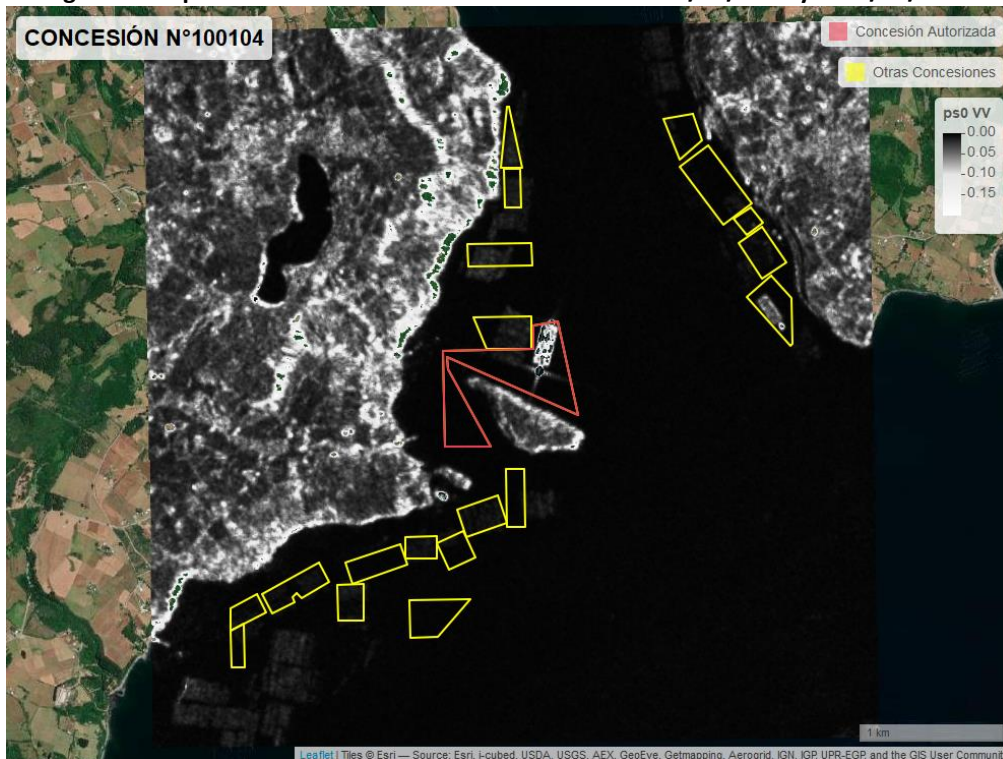 CONCESIÓN N°100104
Concesión Autorizada
Otras Concesiones
ps0 VV
0.00
0.05
0.10
0.15
1 km
Leaflet | Tiles © Esri — Source: Esri, i-cubed, USDA, USGS, AEX, GeoEye, Getmapping, Aerogrid, IGN, IGP, UPR-EGP, and the GIS User Communit